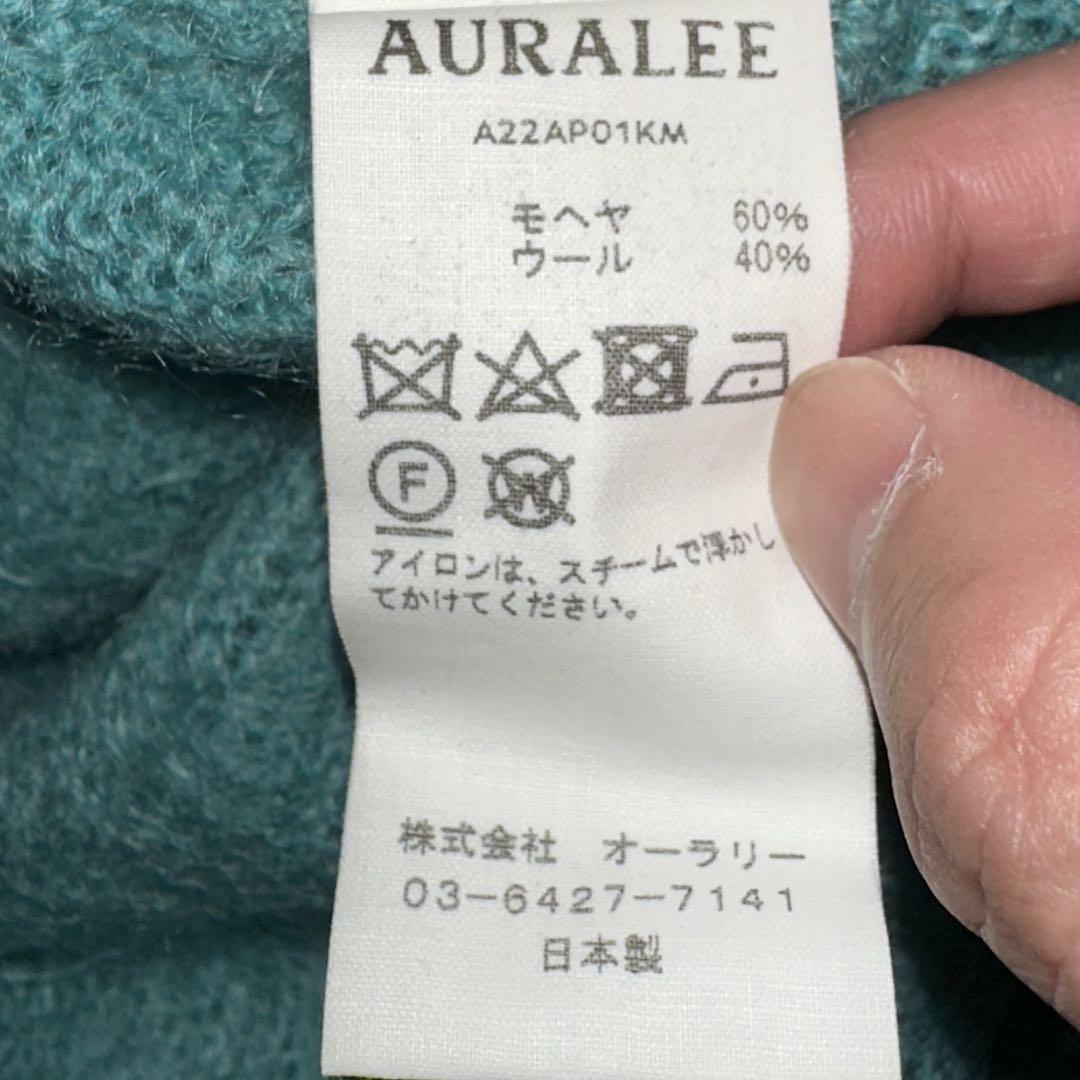 AURALEE
A22AP01KM
モヘヤ 60%
ウール 40%
F
W
アイロンは、スチームで浮かし
てかけてください。
株式会社 オーラリー
03-6427-7141
日本製